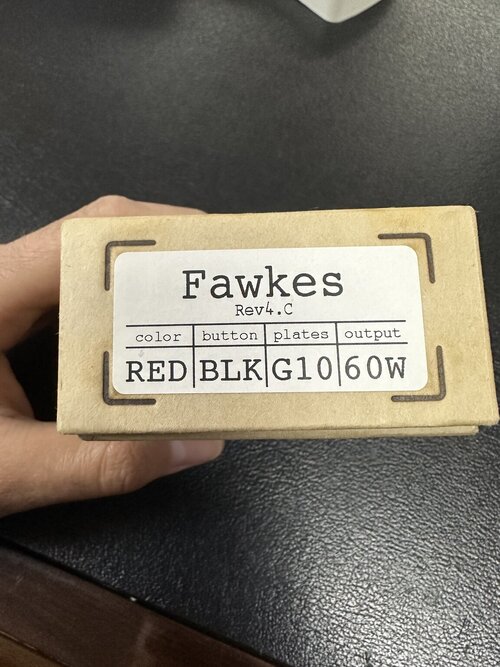 Fawkes
Rev4.C
color button plates output
RED BLK G10 60W